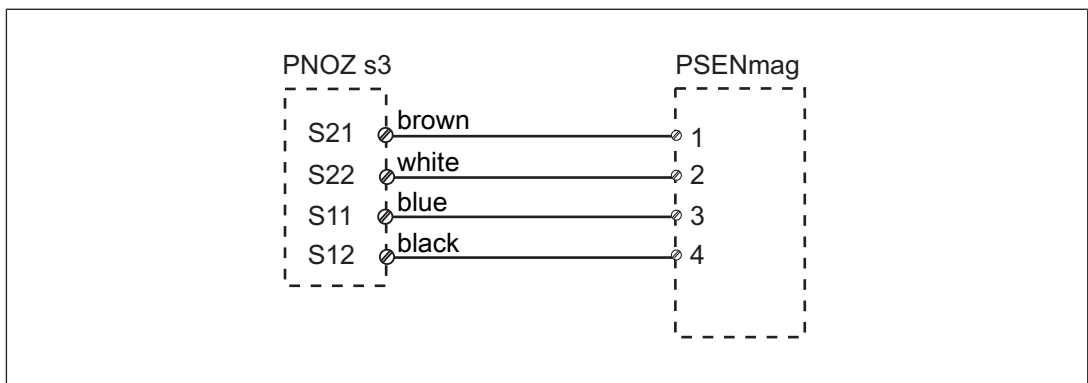 PNOZ s3 PSENmag
S21 brown 1
S22 white 2
S11 blue 3
S12 black 4